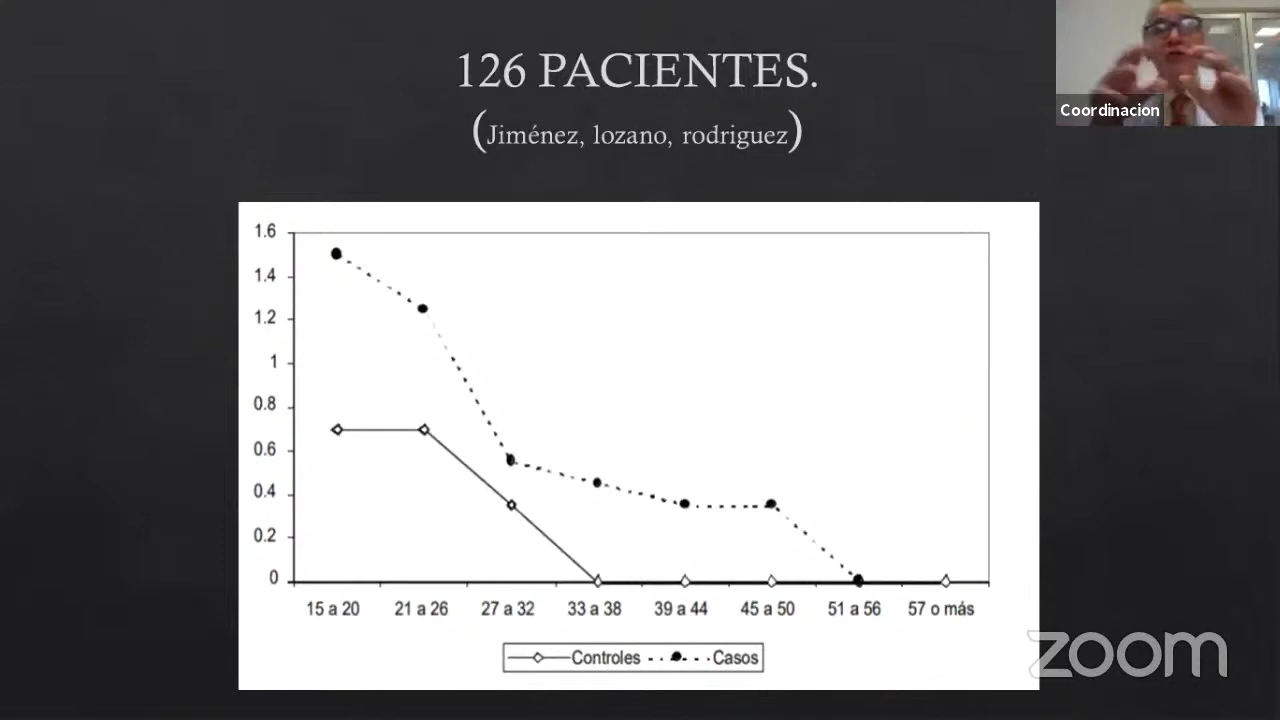 126 PACIENTES.
(Jiménez, lozano, rodriguez)
Coordinacion
1.6
1.4
1.2
1
0.8
0.6
0.4
0.2
0
15 a 20 21 a 26 27 a 32 33 a 38 39 a 44 45 a 50 51 a 56 57 o más
Controles Casos
zoom